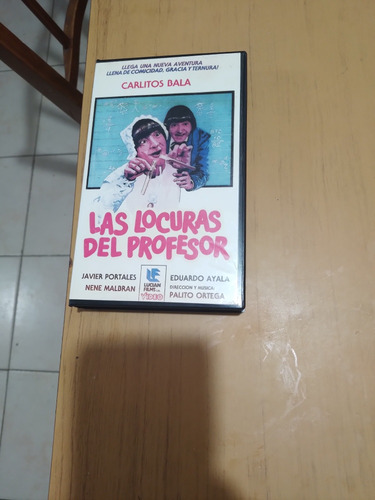 LLEGA UNA NUEVA AVENTURA
LLENA DE COMICIDAD, GRACIA Y TERNURA!
CARLITOS BALA
LAS LOCURAS
DEL PROFESOR
JAVIER PORTALES
NENE MALBRAN
LUCIAN
FILMS
VIDEO
EDUARDO AYALA
DIRECCION Y MUSICA
PALITO ORTEGA